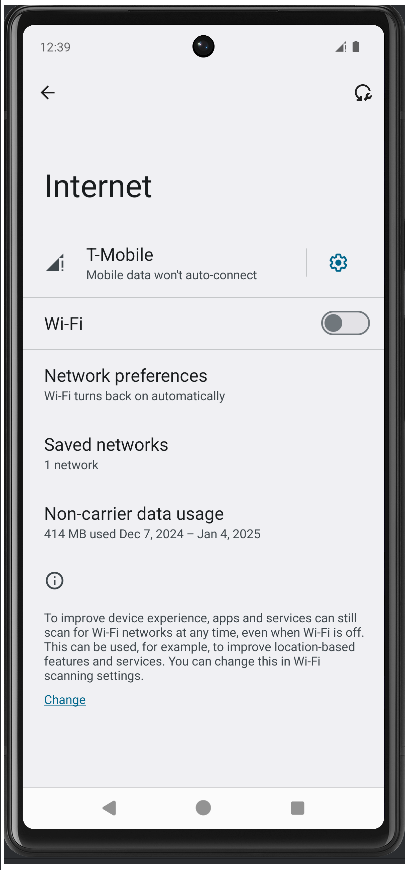 12:39
Internet
T-Mobile
Mobile data won't auto-connect
Wi-Fi
Network preferences
Wi-Fi turns back on automatically
Saved networks
1 network
Non-carrier data usage
414 MB used Dec 7, 2024 – Jan 4, 2025
To improve device experience, apps and services can still
scan for Wi-Fi networks at any time, even when Wi-Fi is off.
This can be used, for example, to improve location-based
features and services. You can change this in Wi-Fi
scanning settings.
Change